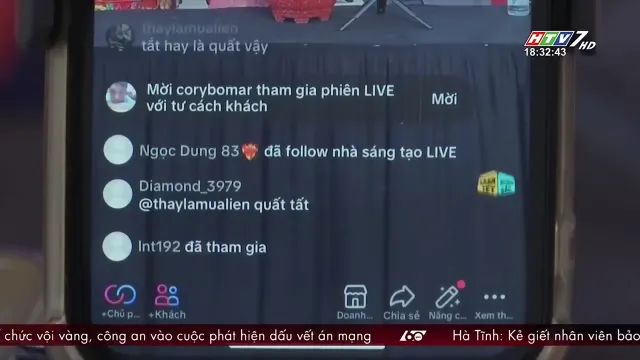 HTV7 HD
18:32:43
thaylamualien
tắt hay là quất vậy
Mời corybomar tham gia phiên LIVE
với tư cách khách
Mời
Ngọc Dung 83 đã follow nhà sáng tạo LIVE
Diamond_3979
@thaylamualien quất tất
lnt192 đã tham gia
+Chủ p...
+Khách
Doanh...
Chia sẻ
Nâng c...
Xem th...
chức vội vàng, công an vào cuộc phát hiện dấu vết án mạng
60
Hà Tĩnh: Kẻ giết nhân viên bảo